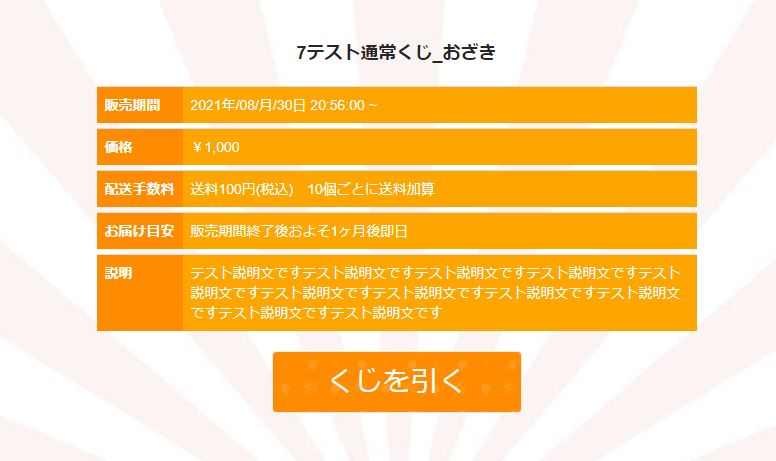 7テスト通常くじ_おざき
販売期間 2021年/08/月/30日 20:56:00 ~
価格 ￥1,000
配送手数料 送料100円(税込)　10個ごとに送料加算
お届け目安 販売期間終了後およそ1ヶ月後即日
説明 テスト説明文ですテスト説明文ですテスト説明文ですテスト説明文ですテスト
説明文ですテスト説明文ですテスト説明文ですテスト説明文ですテスト説明文
ですテスト説明文ですテスト説明文です
くじを引く